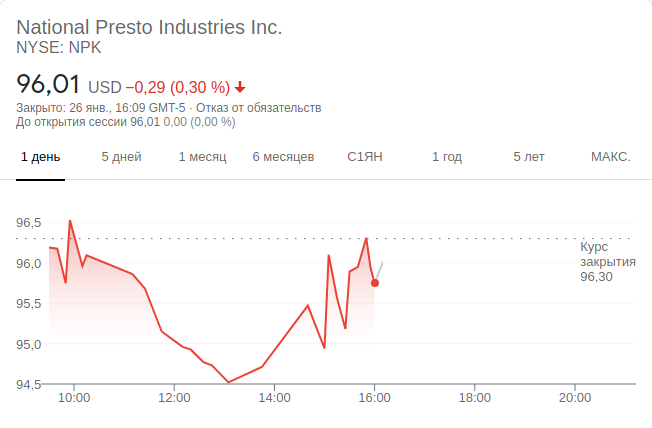 National Presto Industries Inc.
NYSE: NPK
96,01 USD −0,29 (0,30 %)
Закрыто: 26 янв., 16:09 GMT-5 · Отказ от обязательств
До открытия сессии 96,01 0,00 (0,00 %)
1 день 5 дней 1 месяц 6 месяцев С1ЯН 1 год 5 лет МАКС.
96,5
96,0
95,5
95,0
94,5
Курс
закрытия
96,30
10:00 12:00 14:00 16:00 18:00 20:00